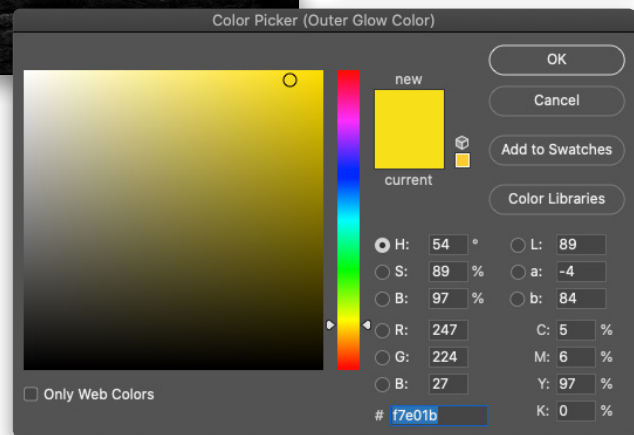 Color Picker (Outer Glow Color)
new
current
OK
Cancel
Add to Swatches
Color Libraries
H: 54 °
S: 89 %
B: 97 %
R: 247
G: 224
B: 27
# f7e01b
L: 89
a: -4
b: 84
C: 5 %
M: 6 %
Y: 97 %
K: 0 %
Only Web Colors